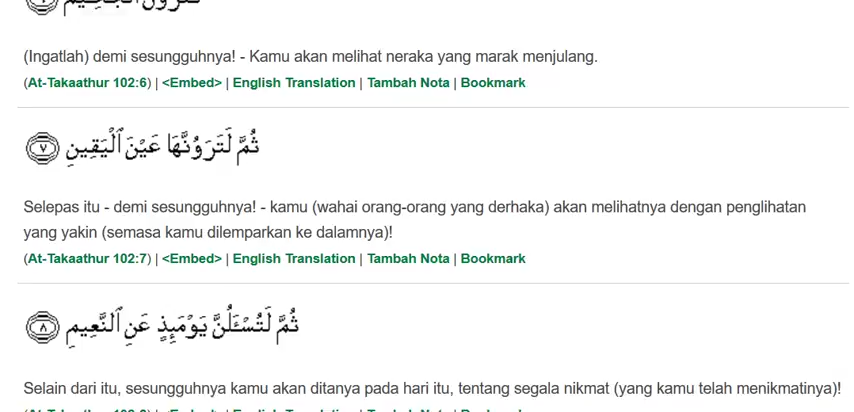 (Ingatlah) demi sesungguhnya! - Kamu akan melihat neraka yang marak menjulang.
(At-Takaathur 102:6) | <Embed> | English Translation | Tambah Nota | Bookmark
ثُمَّ لَتَرَوُنَّهَا عَيْنَ ٱلْيَقِينِ ٧
Selepas itu - demi sesungguhnya! - kamu (wahai orang-orang yang derhaka) akan melihatnya dengan penglihatan
yang yakin (semasa kamu dilemparkan ke dalamnya)!
(At-Takaathur 102:7) | <Embed> | English Translation | Tambah Nota | Bookmark
ثُمَّ لَتُسْـَٔلُنَّ يَوْمَئِذٍ عَنِ ٱلنَّعِيمِ ٨
Selain dari itu, sesungguhnya kamu akan ditanya pada hari itu, tentang segala nikmat (yang kamu telah menikmatinya)!